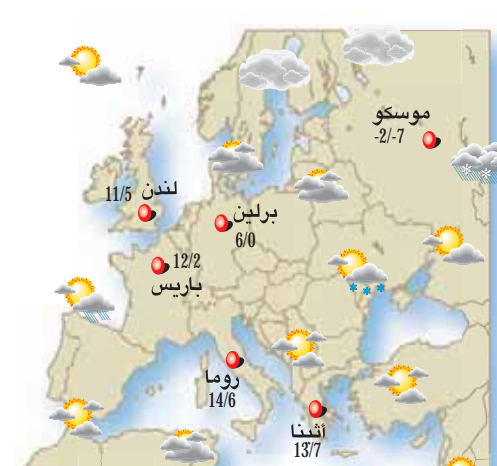 موسكو
-2/-7
لندن
11/5
برلين
6/0
12/2
باريس
روما
14/6
أثينا
13/7